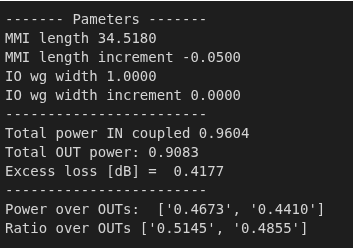 ------- Pameters -------
MMI length 34.5180
MMI length increment -0.0500
IO wg width 1.0000
IO wg width increment 0.0000
------------------------
Total power IN coupled 0.9604
Total OUT power: 0.9083
Excess loss [dB] =  0.4177
------------------------
Power over OUTs:  ['0.4673', '0.4410']
Ratio over OUTs ['0.5145', '0.4855']